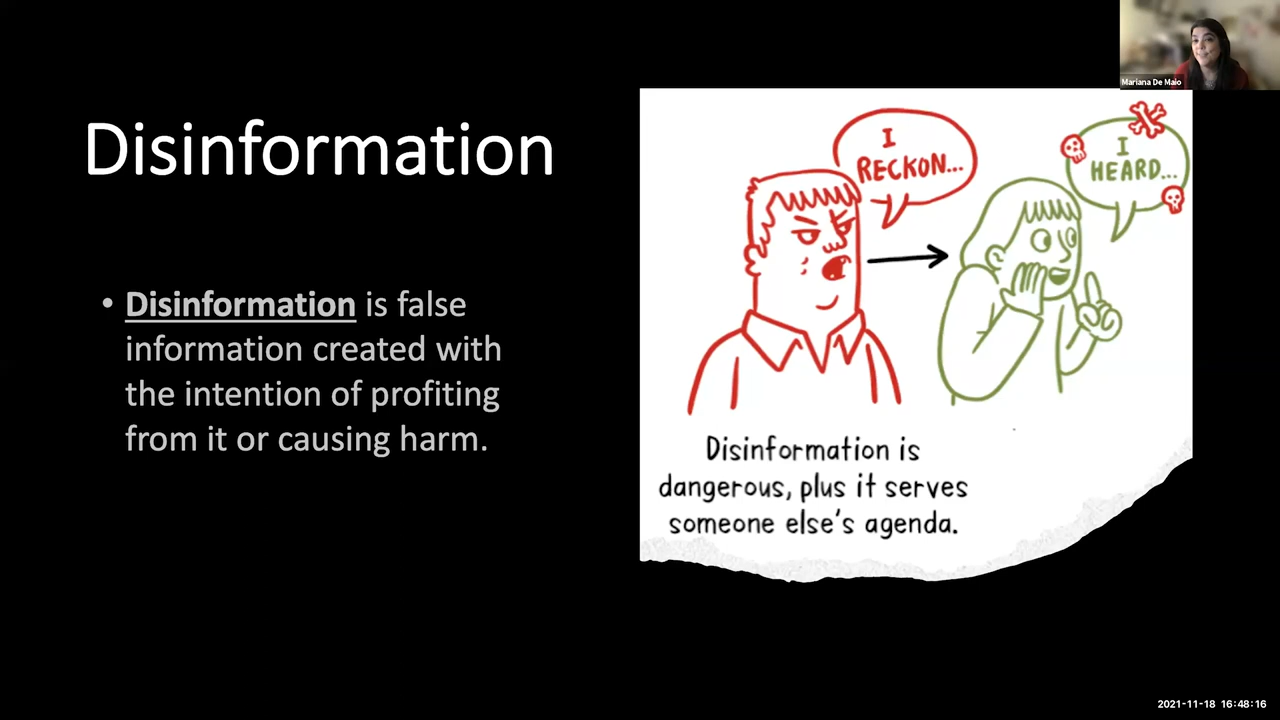 Disinformation
• Disinformation is false
information created with
the intention of profiting
from it or causing harm.
I
RECKON...
I
HEARD...
Disinformation is
dangerous, plus it serves
someone else's agenda.
Mariana De Maio
2021-11-18 16:48:16